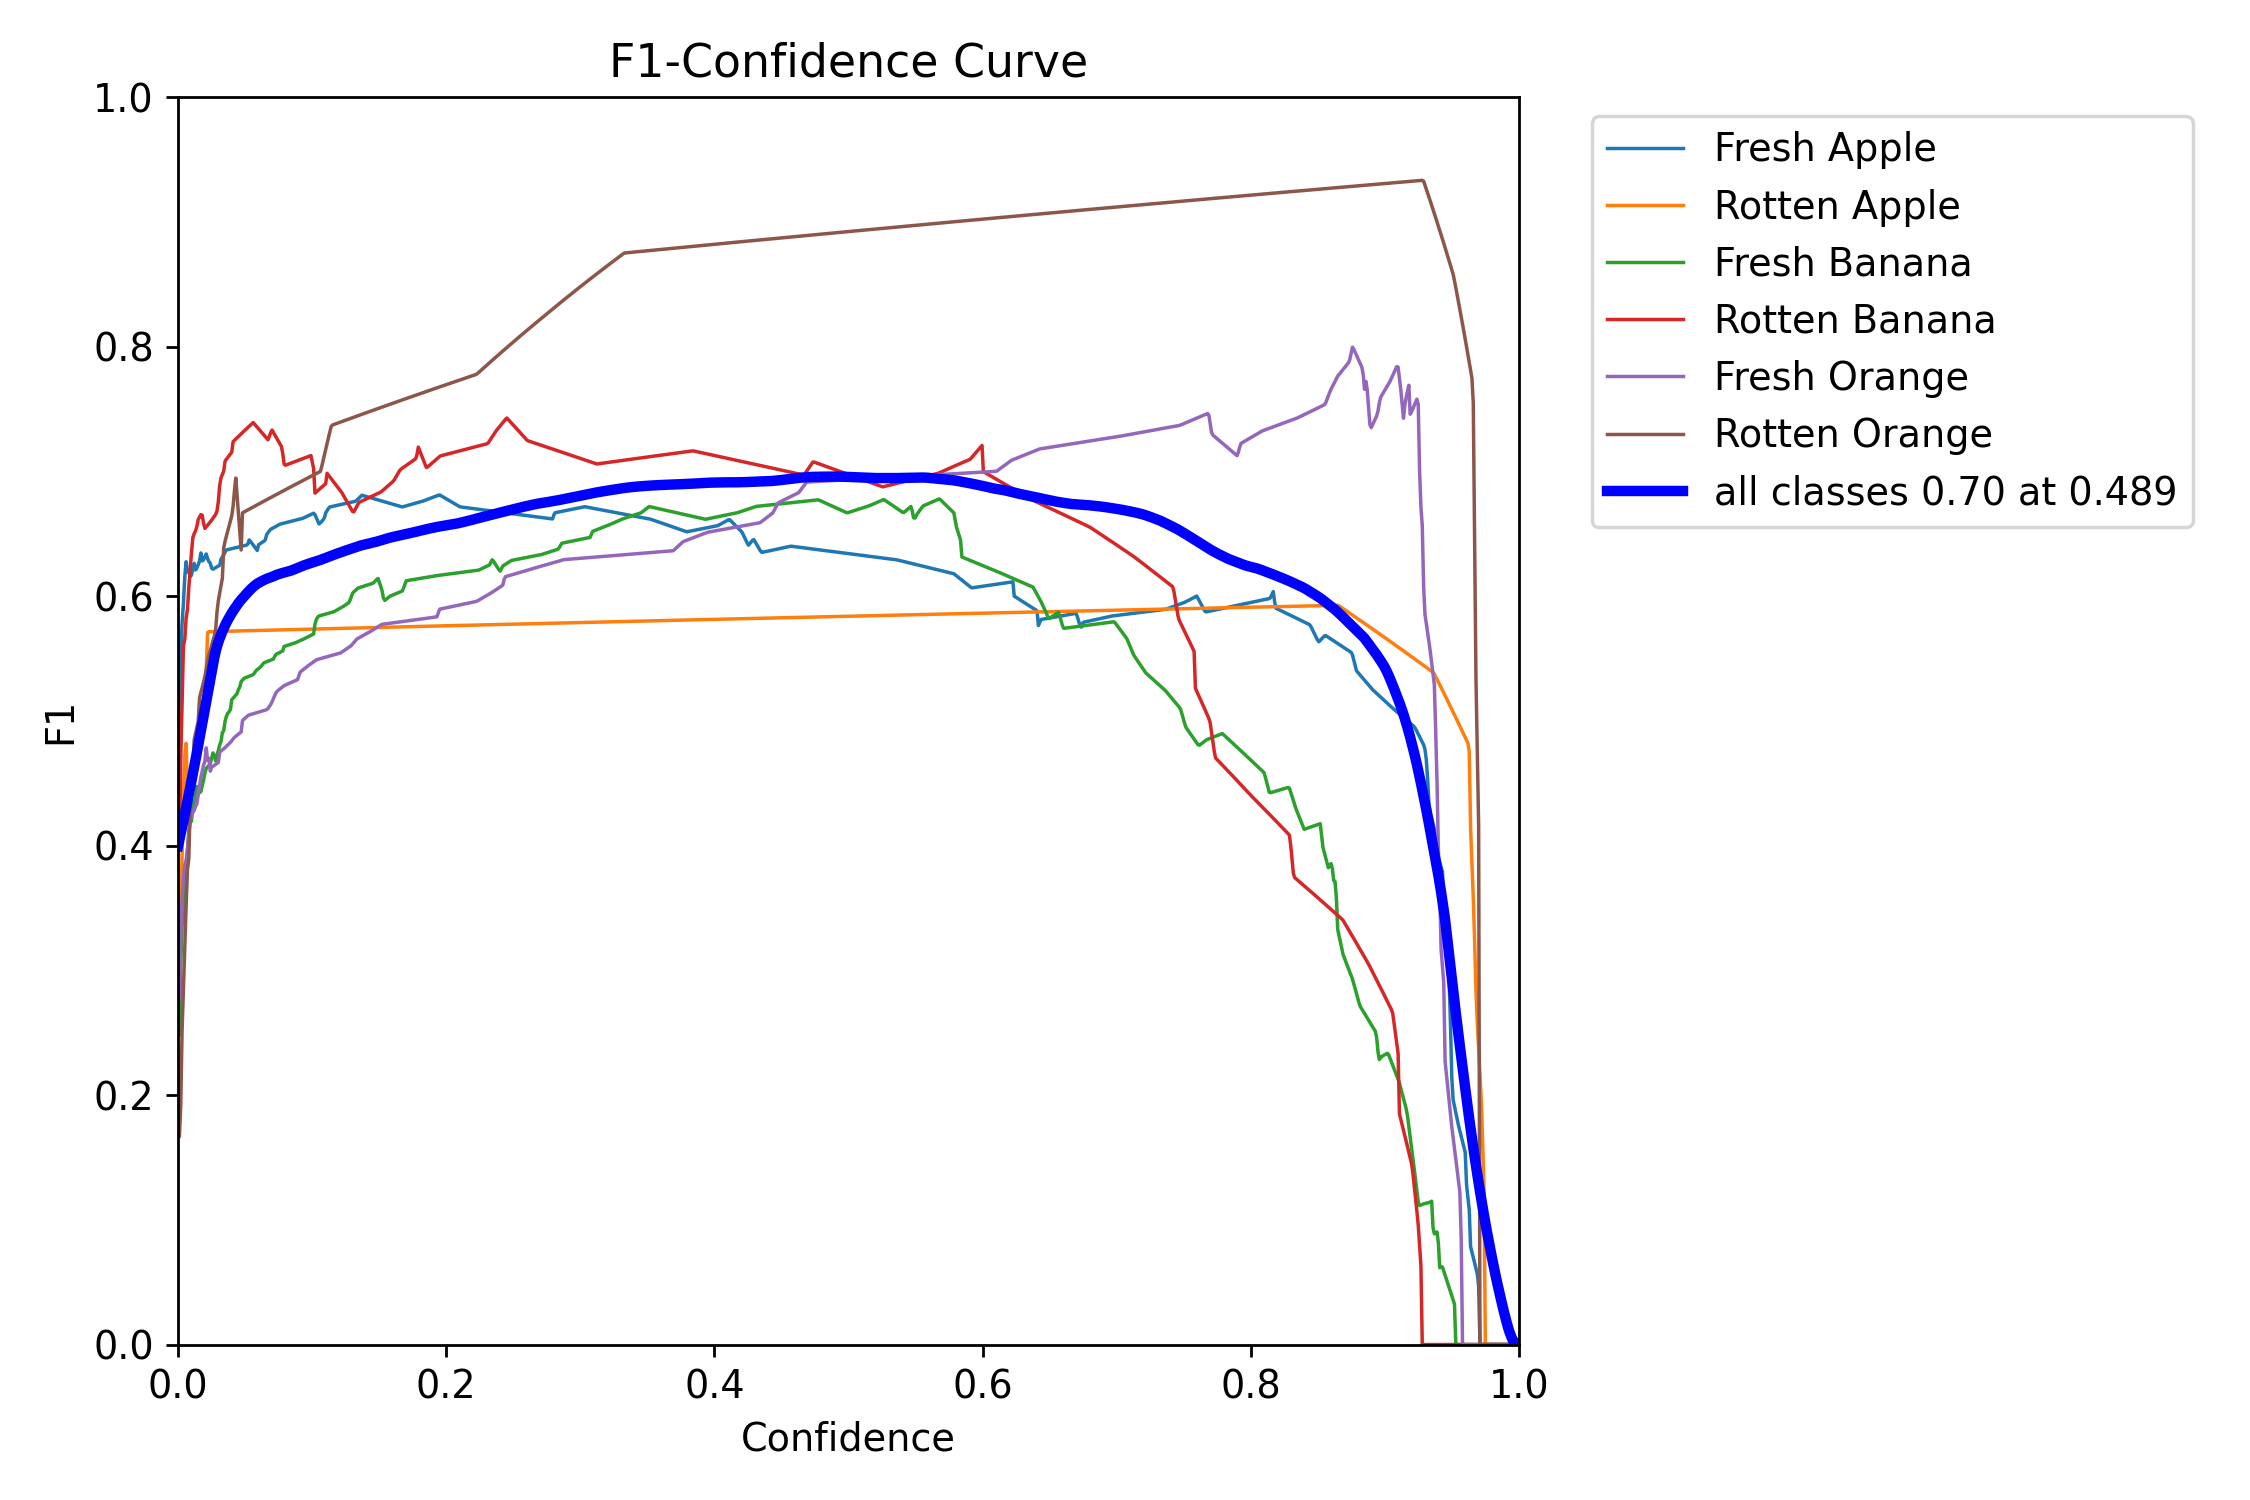 F1-Confidence Curve
1.0
0.8
0.6
0.4
0.2
0.0
F1
0.0 0.2 0.4 0.6 0.8 1.0
Confidence
Fresh Apple
Rotten Apple
Fresh Banana
Rotten Banana
Fresh Orange
Rotten Orange
all classes 0.70 at 0.489